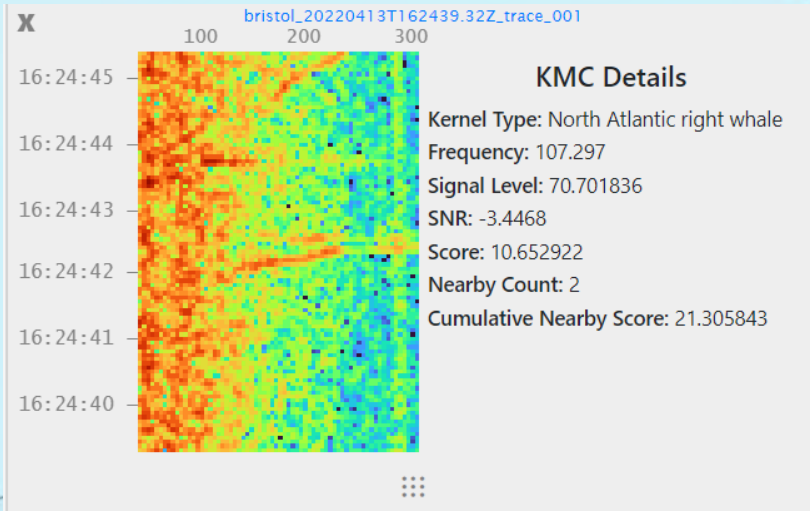 X
bristol_20220413T162439.32Z_trace_001
100 200 300
16:24:45
16:24:44
16:24:43
16:24:42
16:24:41
16:24:40
KMC Details
Kernel Type: North Atlantic right whale
Frequency: 107.297
Signal Level: 70.701836
SNR: -3.4468
Score: 10.652922
Nearby Count: 2
Cumulative Nearby Score: 21.305843